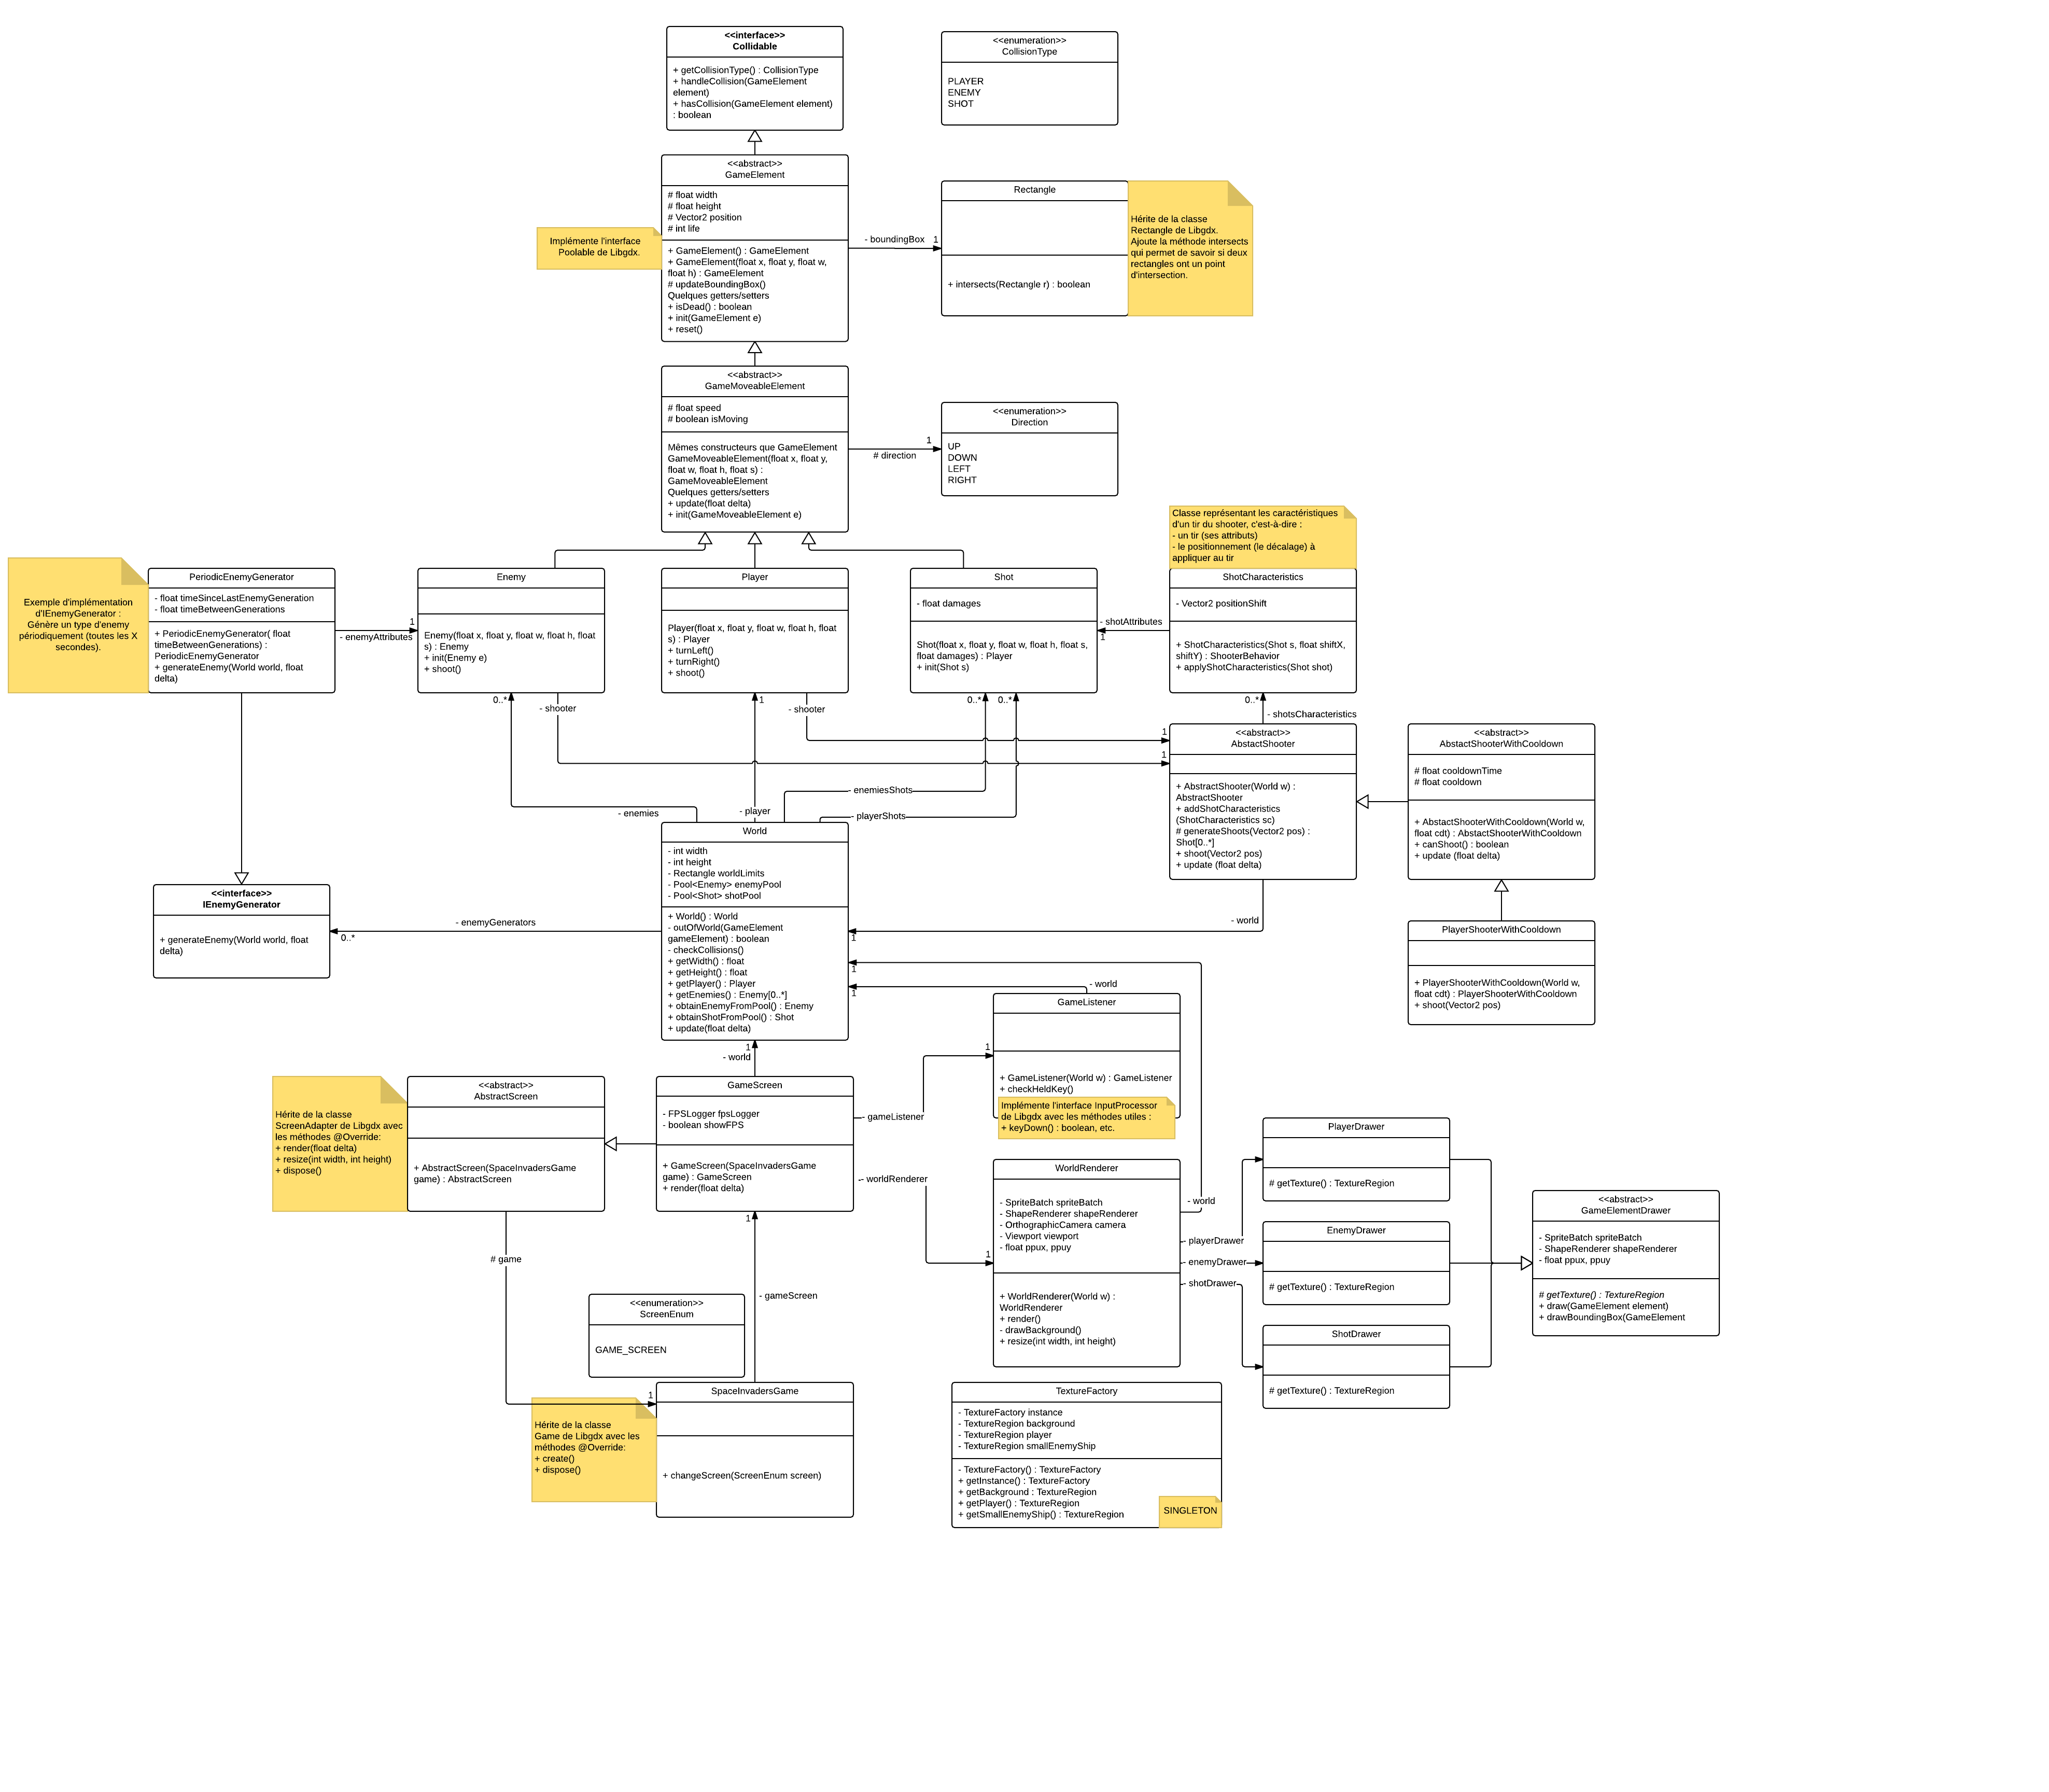 <<interface>>
Collidable
+ getCollisionType() : CollisionType
+ handleCollision(GameElement
element)
+ hasCollision(GameElement element)
: boolean
<<enumeration>>
CollisionType
PLAYER
ENEMY
SHOT
<<abstract>>
GameElement
# float width
# float height
# Vector2 position
# int life
+ GameElement() : GameElement
+ GameElement(float x, float y, float w,
float h) : GameElement
# updateBoundingBox()
Quelques getters/setters
+ isDead() : boolean
+ init(GameElement e)
+ reset()
Implémente l'interface
Poolable de Libgdx.
- boundingBox
1
Rectangle
+ intersects(Rectangle r) : boolean
Hérite de la classe
Rectangle de Libgdx.
Ajoute la méthode intersects
qui permet de savoir si deux
rectangles ont un point
d'intersection.
<<abstract>>
GameMoveableElement
# float speed
# boolean isMoving
Mêmes constructeurs que GameElement
GameMoveableElement(float x, float y,
float w, float h, float s) :
GameMoveableElement
Quelques getters/setters
+ update(float delta)
+ init(GameMoveableElement e)
1
# direction
<<enumeration>>
Direction
UP
DOWN
LEFT
RIGHT
Classe représentant les caractéristiques
d'un tir du shooter, c'est-à-dire :
- un tir (ses attributs)
- le positionnement (le décalage) à
appliquer au tir
Exemple d'implémentation
d'IEnemyGenerator :
Génère un type d'enemy
périodiquement (toutes les X
secondes).
PeriodicEnemyGenerator
- float timeSinceLastEnemyGeneration
- float timeBetweenGenerations
+ PeriodicEnemyGenerator( float
timeBetweenGenerations) :
PeriodicEnemyGenerator
+ generateEnemy(World world, float
delta)
1
- enemyAttributes
Enemy
Enemy(float x, float y, float w, float h, float
s) : Enemy
+ init(Enemy e)
+ shoot()
Player
Player(float x, float y, float w, float h, float
s) : Player
+ turnLeft()
+ turnRight()
+ shoot()
Shot
- float damages
Shot(float x, float y, float w, float h, float s,
float damages) : Player
+ init(Shot s)
- shotAttributes
1
ShotCharacteristics
- Vector2 positionShift
+ ShotCharacteristics(Shot s, float shiftX,
shiftY) : ShooterBehavior
+ applyShotCharacteristics(Shot shot)
0..*
- shooter
1
- shooter
0..*
0..*
0..*
- shotsCharacteristics
1
1
<<abstract>>
AbstactShooter
+ AbstractShooter(World w) :
AbstractShooter
+ addShotCharacteristics
(ShotCharacteristics sc)
# generateShoots(Vector2 pos) :
Shot[0..*]
+ shoot(Vector2 pos)
+ update (float delta)
<<abstract>>
AbstactShooterWithCooldown
# float cooldownTime
# float cooldown
+ AbstactShooterWithCooldown(World w,
float cdt) : AbstactShooterWithCooldown
+ canShoot() : boolean
+ update (float delta)
- enemies
- player
- enemiesShots
- playerShots
World
- int width
- int height
- Rectangle worldLimits
- Pool<Enemy> enemyPool
- Pool<Shot> shotPool
+ World() : World
- outOfWorld(GameElement
gameElement) : boolean
- checkCollisions()
+ getWidth() : float
+ getHeight() : float
+ getPlayer() : Player
+ getEnemies() : Enemy[0..*]
+ obtainEnemyFromPool() : Enemy
+ obtainShotFromPool() : Shot
+ update(float delta)
<<interface>>
IEnemyGenerator
+ generateEnemy(World world, float
delta)
- enemyGenerators
0..*
- world
1
1
1
- world
PlayerShooterWithCooldown
+ PlayerShooterWithCooldown(World w,
float cdt) : PlayerShooterWithCooldown
+ shoot(Vector2 pos)
GameListener
+ GameListener(World w) : GameListener
+ checkHeldKey()
Implémente l'interface InputProcessor
de Libgdx avec les méthodes utiles :
+ keyDown() : boolean, etc.
1
- world
Hérite de la classe
ScreenAdapter de Libgdx avec
les méthodes @Override:
+ render(float delta)
+ resize(int width, int height)
+ dispose()
<<abstract>>
AbstractScreen
+ AbstractScreen(SpaceInvadersGame
game) : AbstractScreen
GameScreen
- FPSLogger fpsLogger
- boolean showFPS
+ GameScreen(SpaceInvadersGame
game) : GameScreen
+ render(float delta)
1
- gameListener
- worldRenderer
1
WorldRenderer
- SpriteBatch spriteBatch
- ShapeRenderer shapeRenderer
- OrthographicCamera camera
- Viewport viewport
- float ppux, ppuy
+ WorldRenderer(World w) :
WorldRenderer
+ render()
- drawBackground()
+ resize(int width, int height)
- world
- playerDrawer
- enemyDrawer
- shotDrawer
PlayerDrawer
# getTexture() : TextureRegion
EnemyDrawer
# getTexture() : TextureRegion
ShotDrawer
# getTexture() : TextureRegion
<<abstract>>
GameElementDrawer
- SpriteBatch spriteBatch
- ShapeRenderer shapeRenderer
- float ppux, ppuy
# getTexture() : TextureRegion
+ draw(GameElement element)
+ drawBoundingBox(GameElement
# game
1
- gameScreen
<<enumeration>>
ScreenEnum
GAME_SCREEN
1
Hérite de la classe
Game de Libgdx avec les
méthodes @Override:
+ create()
+ dispose()
SpaceInvadersGame
+ changeScreen(ScreenEnum screen)
TextureFactory
- TextureFactory instance
- TextureRegion background
- TextureRegion player
- TextureRegion smallEnemyShip
- TextureFactory() : TextureFactory
+ getInstance() : TextureFactory
+ getBackground : TextureRegion
+ getPlayer() : TextureRegion
+ getSmallEnemyShip() : TextureRegion
SINGLETON